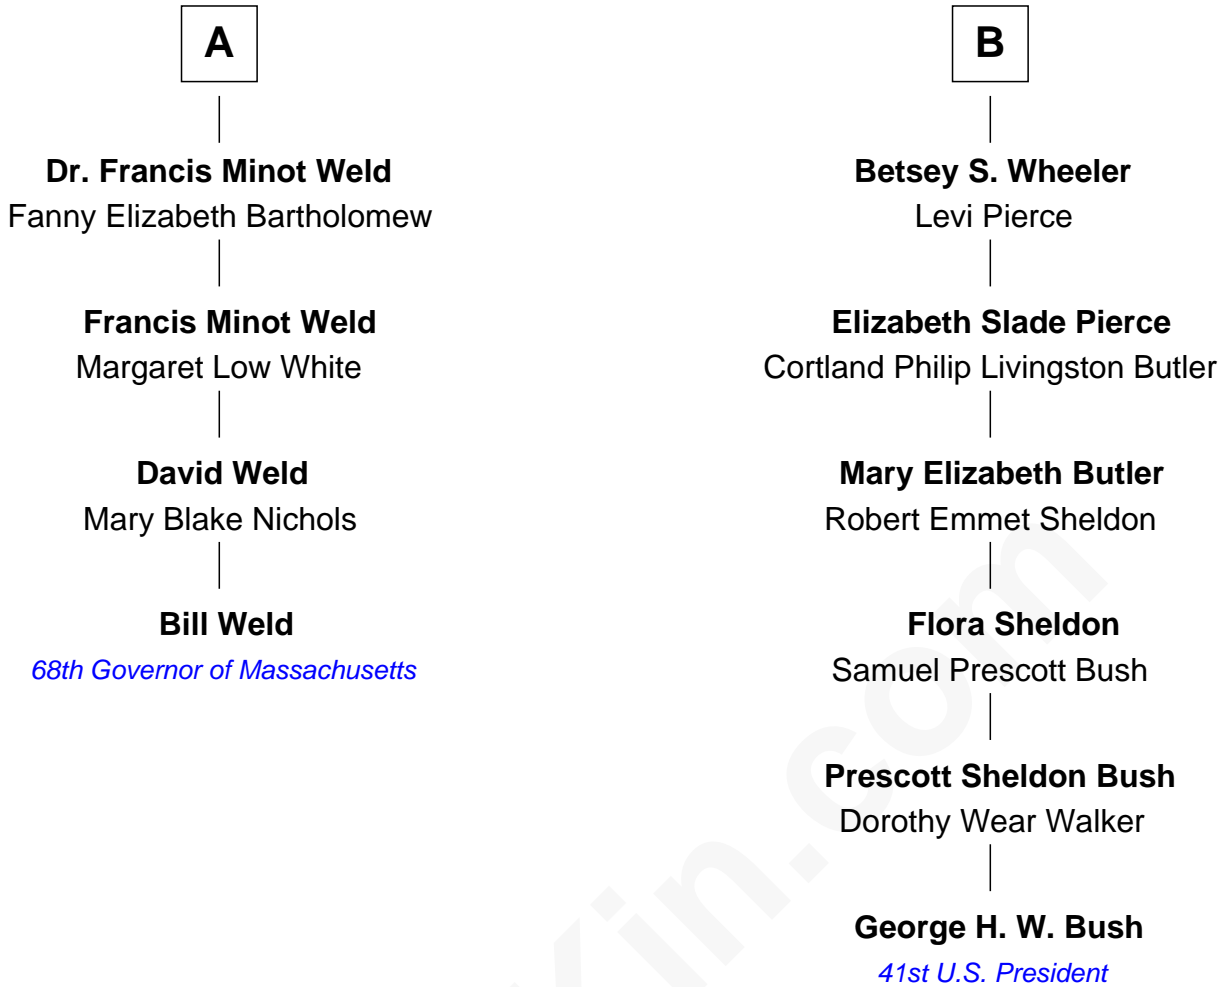 A
Dr. Francis Minot Weld
Fanny Elizabeth Bartholomew
Francis Minot Weld
Margaret Low White
David Weld
Mary Blake Nichols
Bill Weld
68th Governor of Massachusetts
B
Betsey S. Wheeler
Levi Pierce
Elizabeth Slade Pierce
Cortland Philip Livingston Butler
Mary Elizabeth Butler
Robert Emmet Sheldon
Flora Sheldon
Samuel Prescott Bush
Prescott Sheldon Bush
Dorothy Wear Walker
George H. W. Bush
41st U.S. President
Kin.com